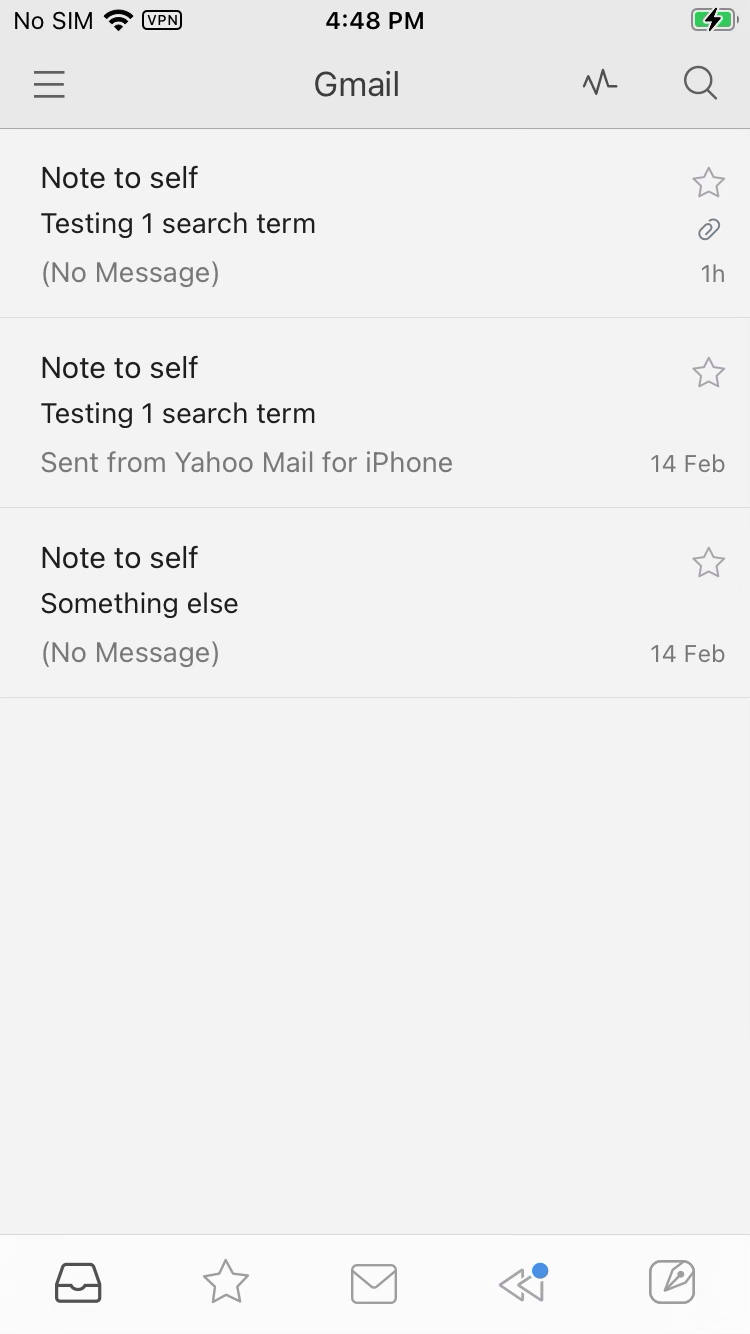 No SIM VPN 4:48 PM
Gmail
Note to self
Testing 1 search term
(No Message) 1h
Note to self
Testing 1 search term
Sent from Yahoo Mail for iPhone 14 Feb
Note to self
Something else
(No Message) 14 Feb